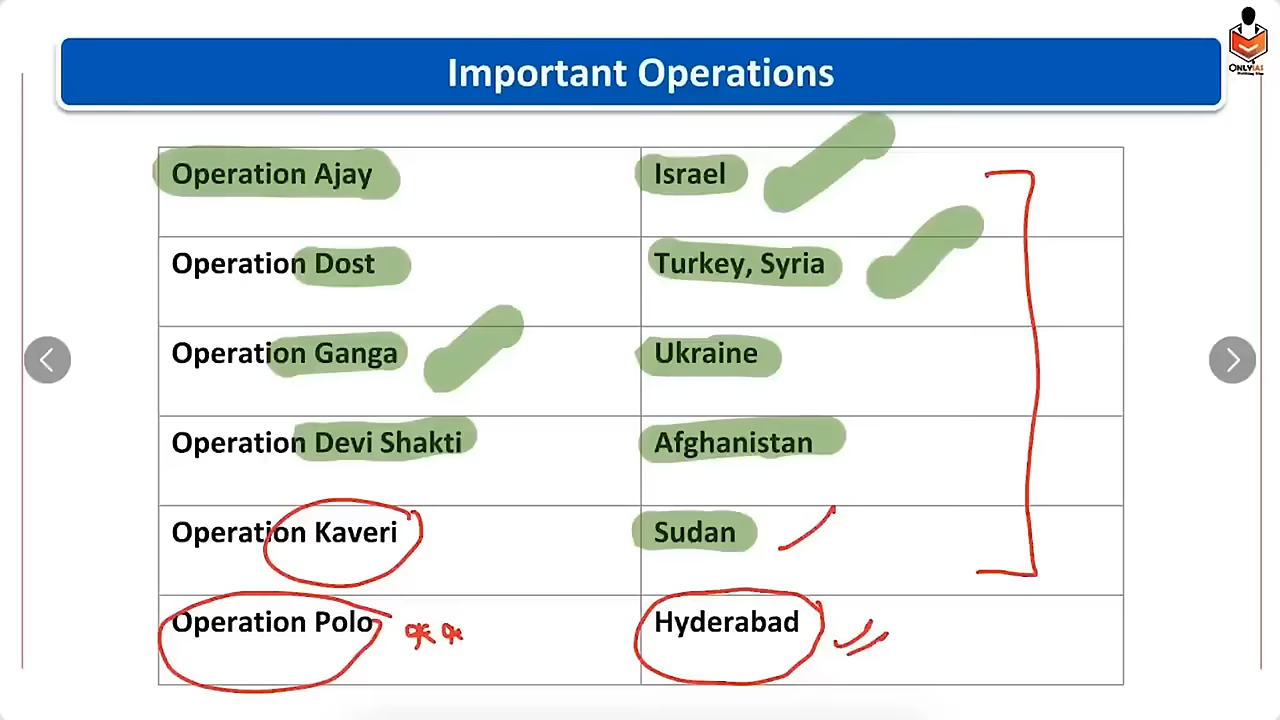 Important Operations
ONLYIAS
Operation Ajay Israel
Operation Dost Turkey, Syria
Operation Ganga Ukraine
Operation Devi Shakti Afghanistan
Operation Kaveri Sudan
Operation Polo Hyderabad